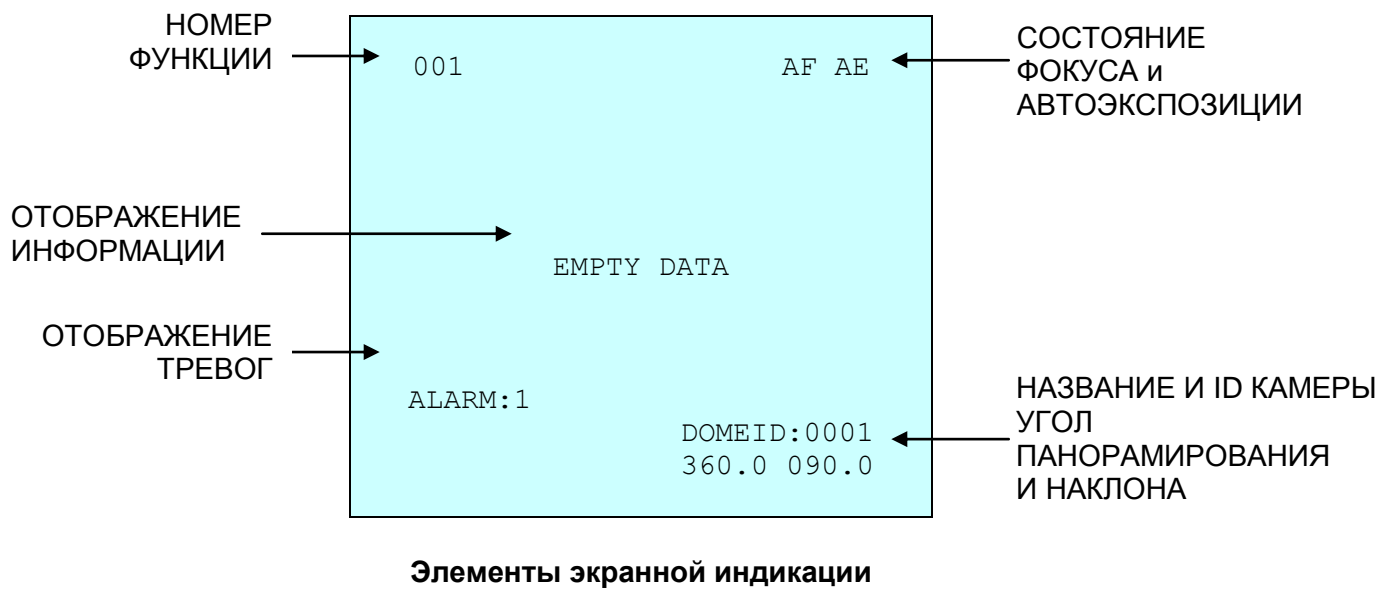 НОМЕР
ФУНКЦИИ
001
AF AE
СОСТОЯНИЕ
ФОКУСА и
АВТОЭКСПОЗИЦИИ
ОТОБРАЖЕНИЕ
ИНФОРМАЦИИ
EMPTY DATA
ОТОБРАЖЕНИЕ
ТРЕВОГ
ALARM:1
DOMEID:0001
360.0 090.0
НАЗВАНИЕ И ID КАМЕРЫ
УГОЛ
ПАНОРАМИРОВАНИЯ
И НАКЛОНА
Элементы экранной индикации